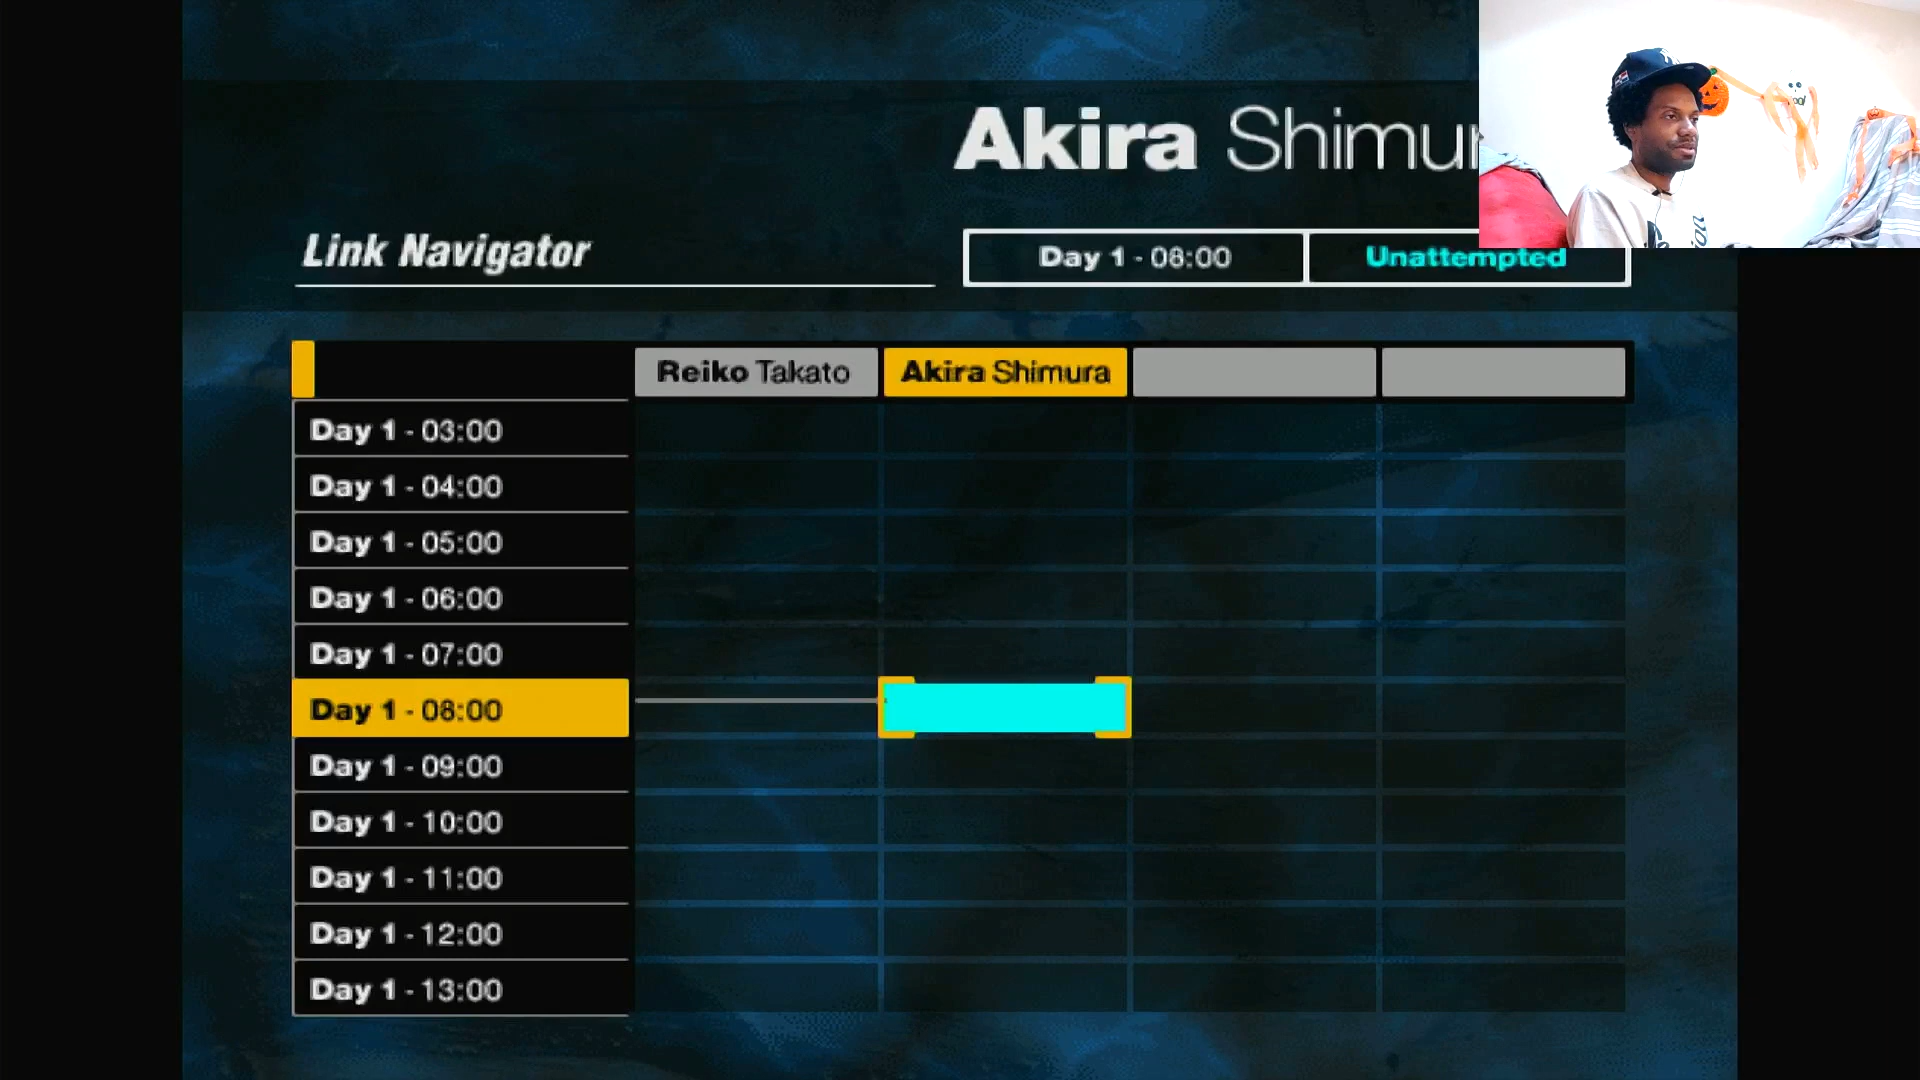 Akira Shimur
Link Navigator
Day 1 - 08:00
Unattempted
Reiko Takato
Akira Shimura
Day 1 - 03:00
Day 1 - 04:00
Day 1 - 05:00
Day 1 - 06:00
Day 1 - 07:00
Day 1 - 08:00
Day 1 - 09:00
Day 1 - 10:00
Day 1 - 11:00
Day 1 - 12:00
Day 1 - 13:00